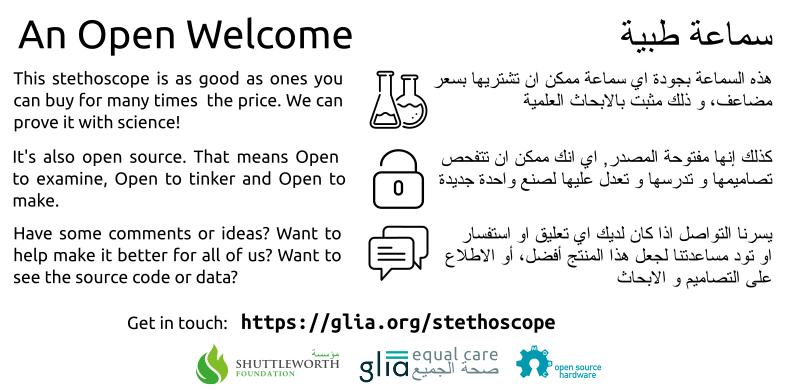 An Open Welcome
This stethoscope is as good as ones you
can buy for many times the price. We can
prove it with science!
It's also open source. That means Open
to examine, Open to tinker and Open to
make.
Have some comments or ideas? Want to
help make it better for all of us? Want to
see the source code or data?
سماعة طبية
هذه السماعة بجودة اي سماعة ممكن ان تشتريها بسعر
مضاعف، و ذلك مثبت بالابحاث العلمية
كذلك إنها مفتوحة المصدر, اي انك ممكن ان تتفحص
تصاميمها و تدرسها و تعدل عليها لصنع واحدة جديدة
يسرنا التواصل اذا كان لديك اي تعليق او استفسار
او تود مساعدتنا لجعل هذا المنتج أفضل، أو الاطلاع
على التصاميم و الابحاث
Get in touch: https://glia.org/stethoscope
مؤسسة
SHUTTLEWORTH
FOUNDATION
glia equal care
صحة الجميع
open source
hardware